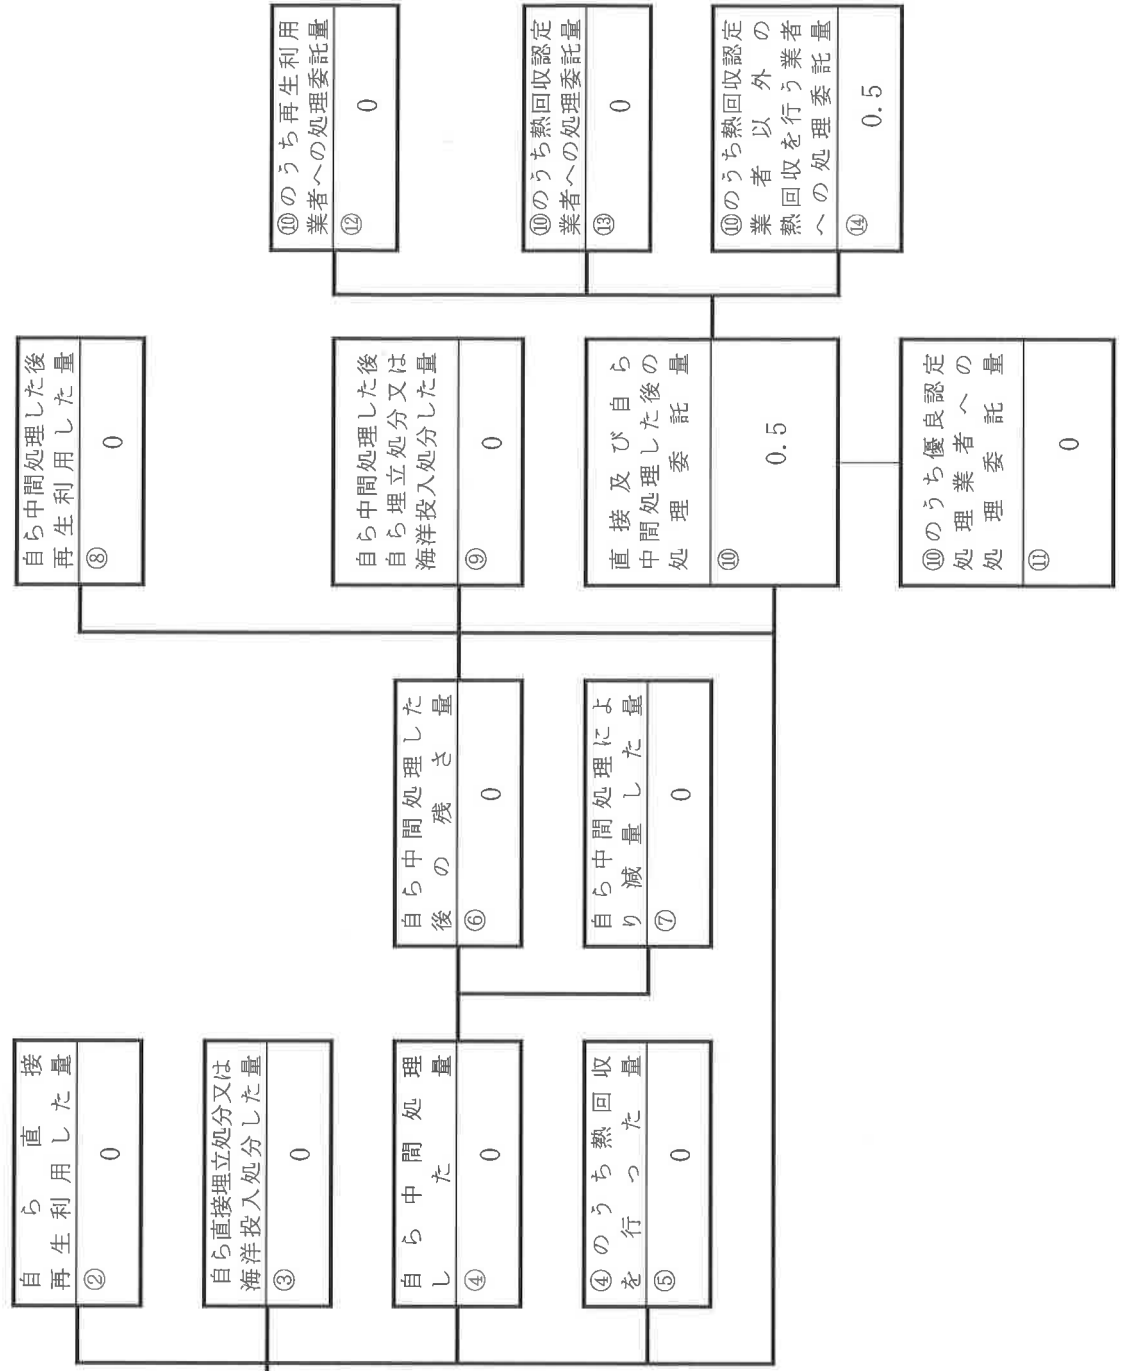 自ら直接
再生利用した量
②
0
自ら直接埋立処分又は
海洋投入処分した量
③
0
自ら中間処理
した量
④
0
④のうち熱回収
を行った量
⑤
0
自ら中間処理した
後の残さ量
⑥
0
自ら中間処理によ
り減量した量
⑦
0
自ら中間処理した後
再生利用した量
⑧
0
自ら中間処理した後
自ら埋立処分又は
海洋投入処分した量
⑨
0
直接及び自ら
中間処理した後の
処理委託量
⑩
0.5
⑩のうち優良認定
処理業者への
処理委託量
⑪
0
⑩のうち再生利用
業者への処理委託量
⑫
0
⑩のうち熱回収認定
業者への処理委託量
⑬
0
⑩のうち熱回収認定
業者以外の
熱回収を行う業者
への処理委託量
⑭
0.5